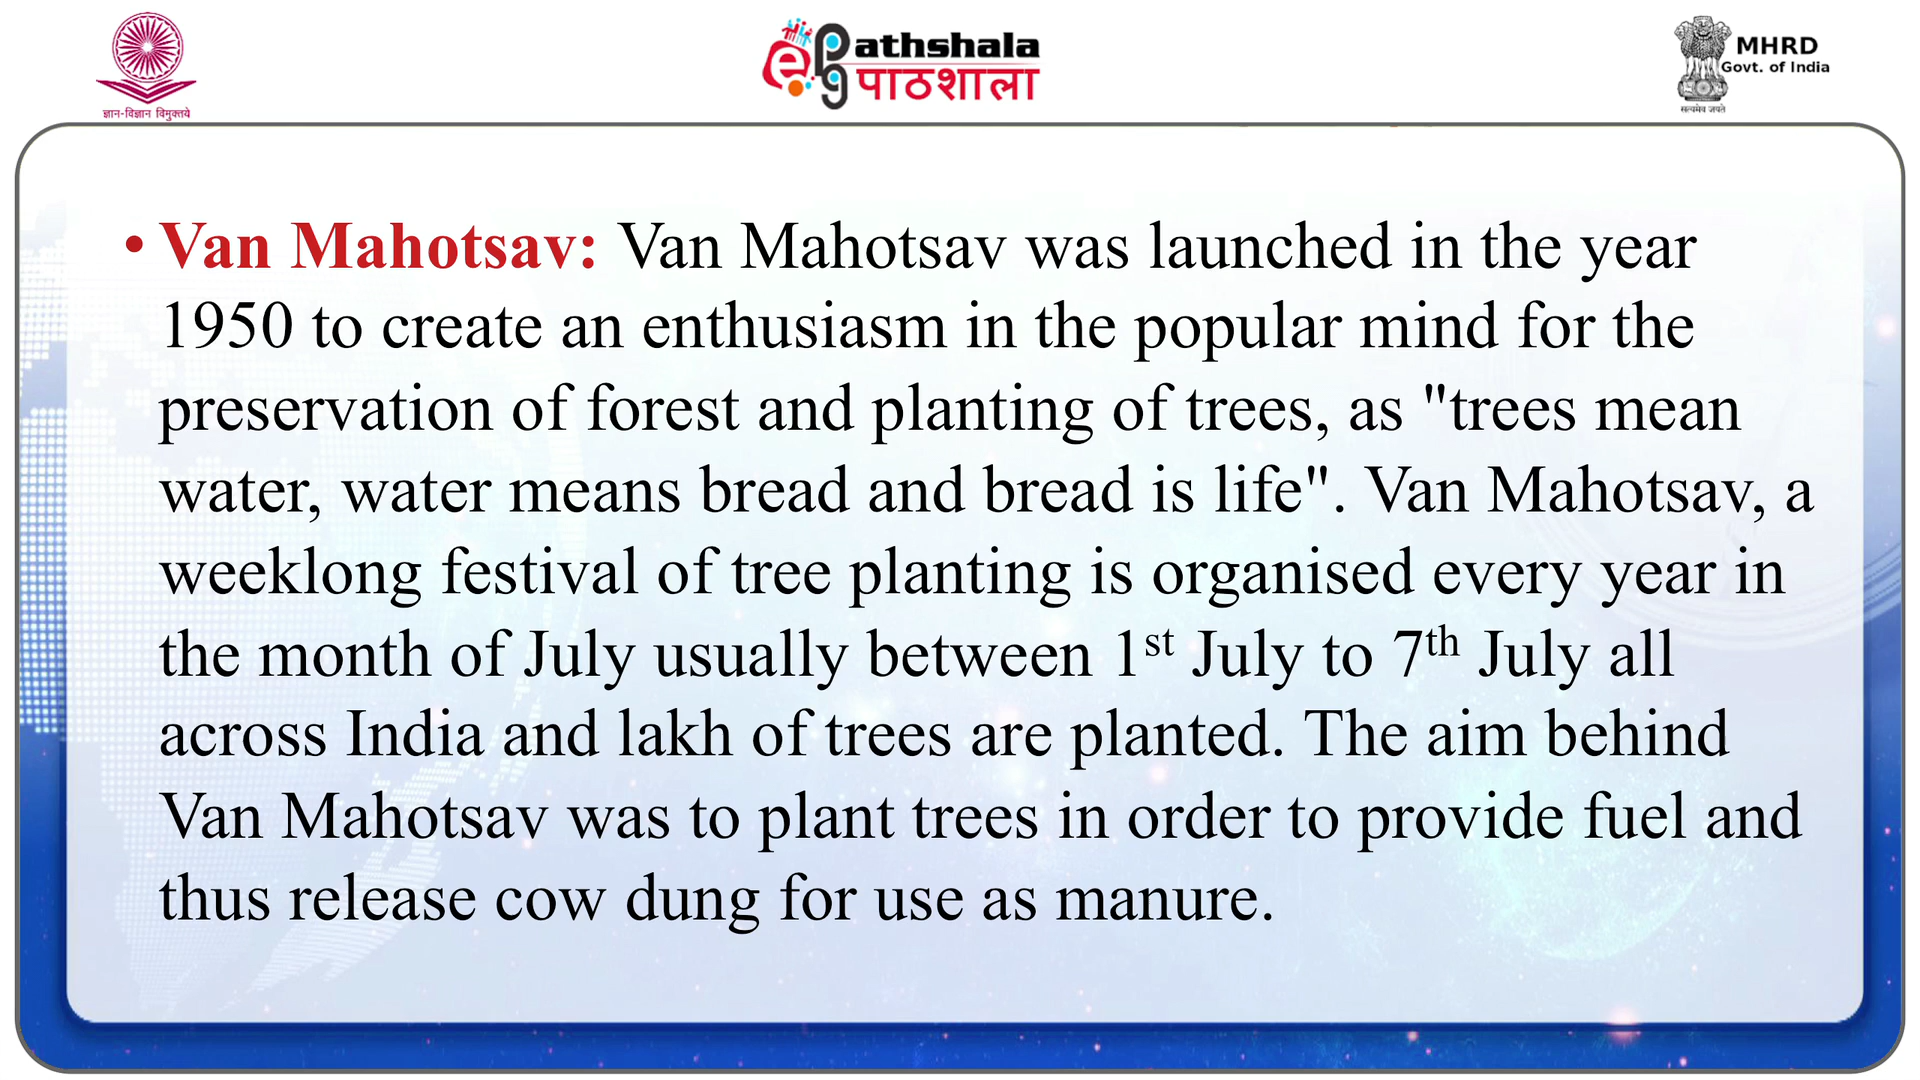 ज्ञान-विज्ञान विमुक्तये
e pg Pathshala
पाठशाला
MHRD
Govt. of India
सत्यमेव जयते
• Van Mahotsav: Van Mahotsav was launched in the year
1950 to create an enthusiasm in the popular mind for the
preservation of forest and planting of trees, as "trees mean
water, water means bread and bread is life". Van Mahotsav, a
weeklong festival of tree planting is organised every year in
the month of July usually between 1st July to 7th July all
across India and lakh of trees are planted. The aim behind
Van Mahotsav was to plant trees in order to provide fuel and
thus release cow dung for use as manure.